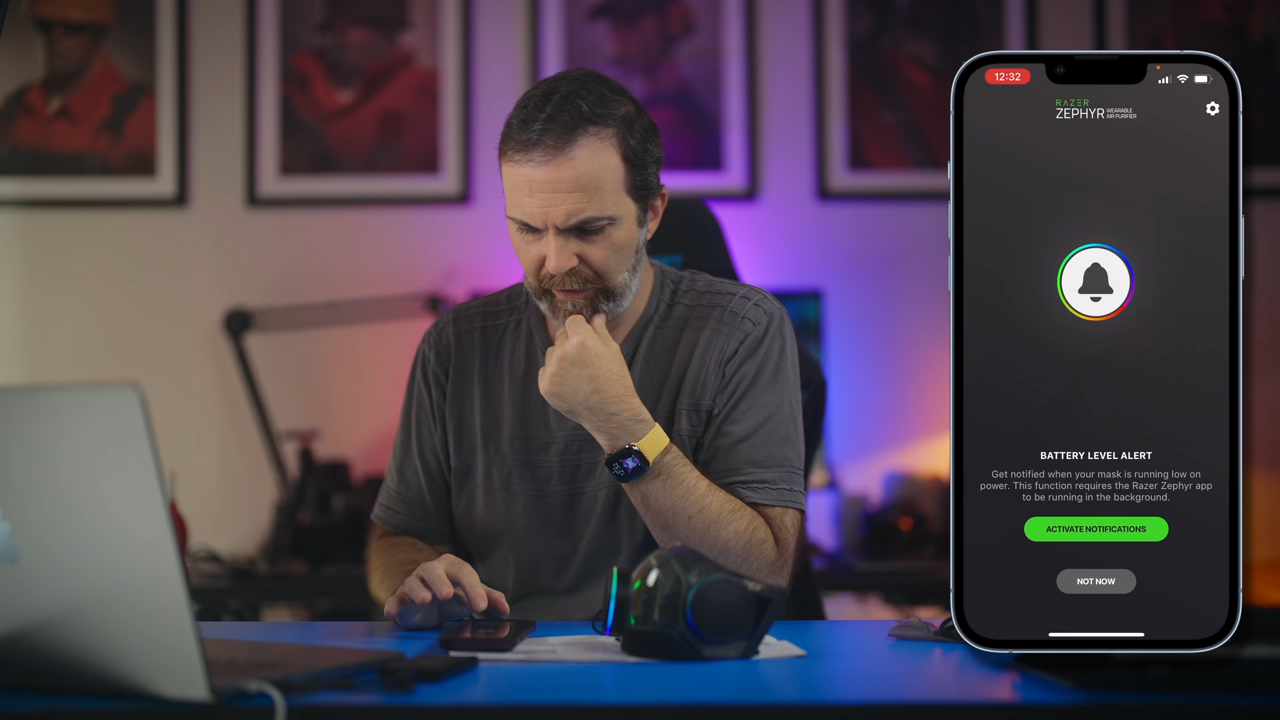 12:32
RAZER
ZEPHYR WEARABLE
AIR PURIFIER
BATTERY LEVEL ALERT
Get notified when your mask is running low on
power. This function requires the Razer Zephyr app
to be running in the background.
ACTIVATE NOTIFICATIONS
NOT NOW